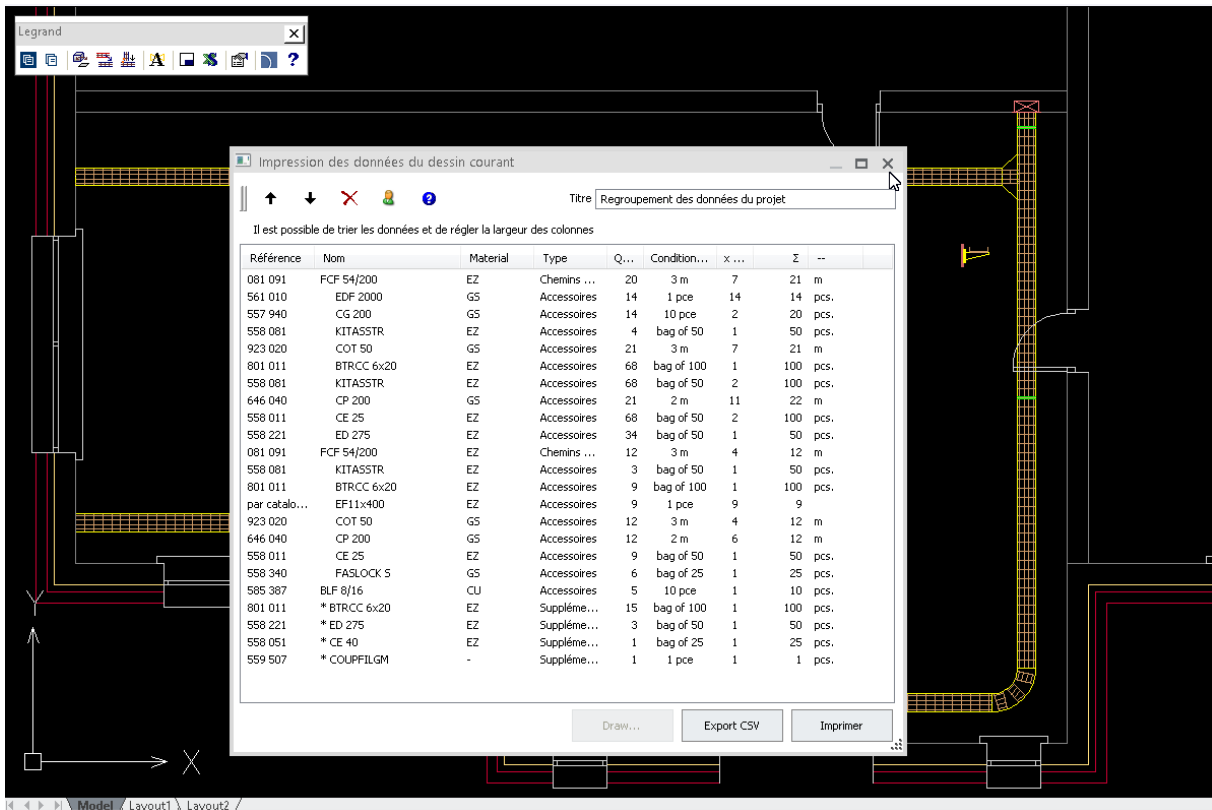 Legrand
Impression des données du dessin courant
Titre Regroupement des données du projet
Il est possible de trier les données et de régler la largeur des colonnes
Référence Nom Material Type Q... Condition... x ... Σ --
081 091 FCF 54/200 EZ Chemins ... 20 3 m 7 21 m
561 010 EDF 2000 GS Accessoires 14 1 pce 14 14 pcs.
557 940 CG 200 GS Accessoires 14 10 pce 2 20 pcs.
558 081 KITASSTR EZ Accessoires 4 bag of 50 1 50 pcs.
923 020 COT 50 GS Accessoires 21 3 m 7 21 m
801 011 BTRCC 6x20 EZ Accessoires 68 bag of 100 1 100 pcs.
558 081 KITASSTR EZ Accessoires 68 bag of 50 2 100 pcs.
646 040 CP 200 GS Accessoires 21 2 m 11 22 m
558 011 CE 25 EZ Accessoires 68 bag of 50 2 100 pcs.
558 221 ED 275 EZ Accessoires 34 bag of 50 1 50 pcs.
081 091 FCF 54/200 EZ Chemins ... 12 3 m 4 12 m
558 081 KITASSTR EZ Accessoires 3 bag of 50 1 50 pcs.
801 011 BTRCC 6x20 EZ Accessoires 9 bag of 100 1 100 pcs.
par catalo... EF11x400 EZ Accessoires 9 1 pce 9 9
923 020 COT 50 GS Accessoires 12 3 m 4 12 m
646 040 CP 200 GS Accessoires 12 2 m 6 12 m
558 011 CE 25 EZ Accessoires 9 bag of 50 1 50 pcs.
558 340 FASLOCK S GS Accessoires 6 bag of 25 1 25 pcs.
585 387 BLF 8/16 CU Accessoires 5 10 pce 1 10 pcs.
801 011 * BTRCC 6x20 EZ Suppléme... 15 bag of 100 1 100 pcs.
558 221 * ED 275 EZ Suppléme... 3 bag of 50 1 50 pcs.
558 051 * CE 40 EZ Suppléme... 1 bag of 25 1 25 pcs.
559 507 * COUPFILGM - Suppléme... 1 1 pce 1 1 pcs.
Draw... Export CSV Imprimer
Y
X
Model Layout1 Layout2